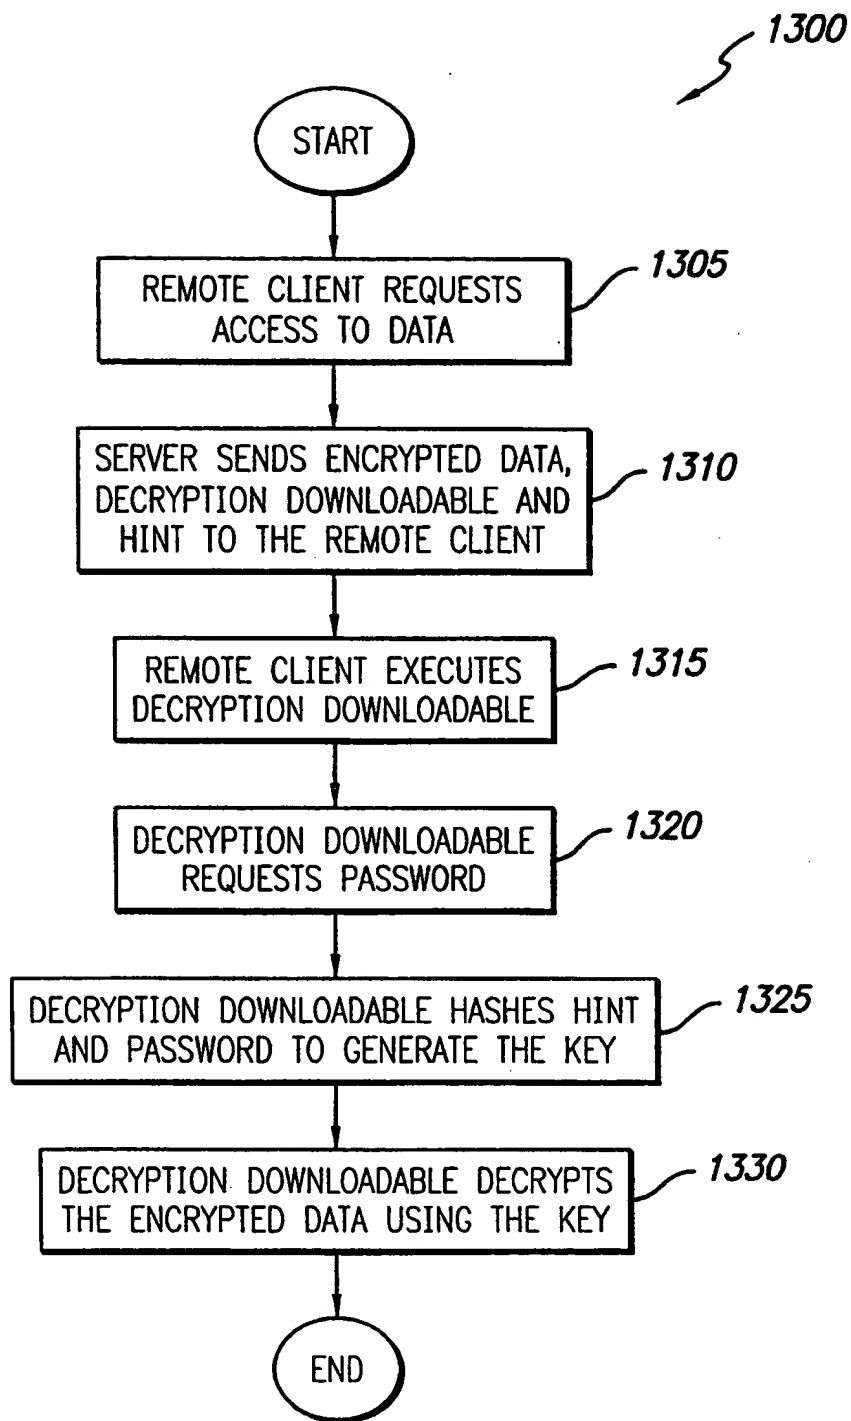 1300
START
REMOTE CLIENT REQUESTS
ACCESS TO DATA
1305
SERVER SENDS ENCRYPTED DATA,
DECRYPTION DOWNLOADABLE AND
HINT TO THE REMOTE CLIENT
1310
REMOTE CLIENT EXECUTES
DECRYPTION DOWNLOADABLE
1315
DECRYPTION DOWNLOADABLE
REQUESTS PASSWORD
1320
DECRYPTION DOWNLOADABLE HASHES HINT
AND PASSWORD TO GENERATE THE KEY
1325
DECRYPTION DOWNLOADABLE DECRYPTS
THE ENCRYPTED DATA USING THE KEY
1330
END